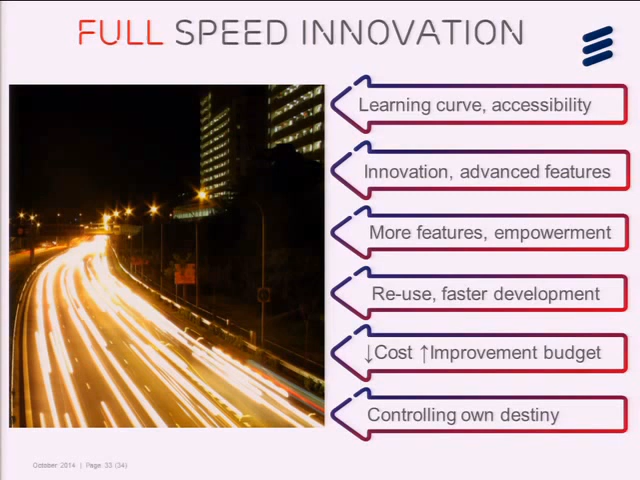 FULL SPEED INNOVATION
Learning curve, accessibility
Innovation, advanced features
More features, empowerment
Re-use, faster development
↓Cost ↑Improvement budget
Controlling own destiny
October 2014 | Page 33 (34)